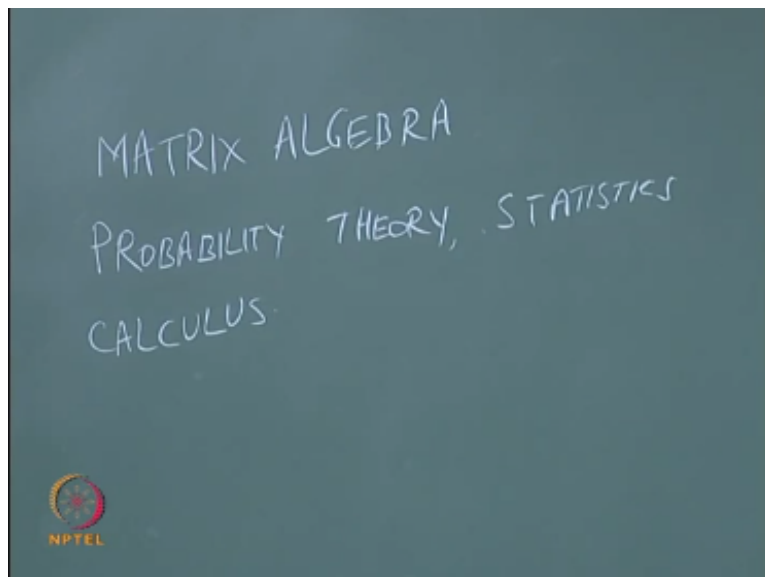 MATRIX ALGEBRA
PROBABILITY THEORY, STATISTICS
CALCULUS.
NPTEL